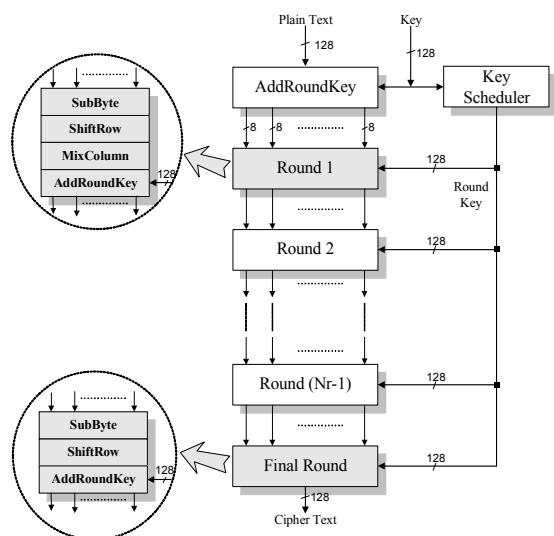 Plain Text
Key
128
128
AddRoundKey
Key Scheduler
8
8
8
SubByte
ShiftRow
MixColumn
AddRoundKey
128
Round 1
128
Round Key
Round 2
128
Round (Nr-1)
128
SubByte
ShiftRow
AddRoundKey
128
Final Round
128
128
Cipher Text